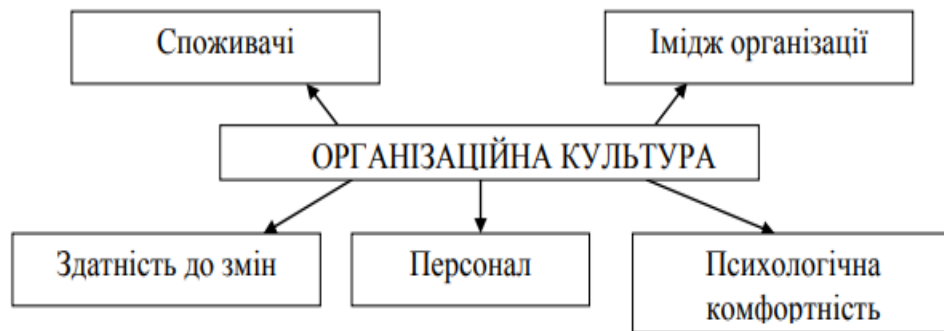 Споживачі
Імідж організації
ОРГАНІЗАЦІЙНА КУЛЬТУРА
Здатність до змін
Персонал
Психологічна
комфортність